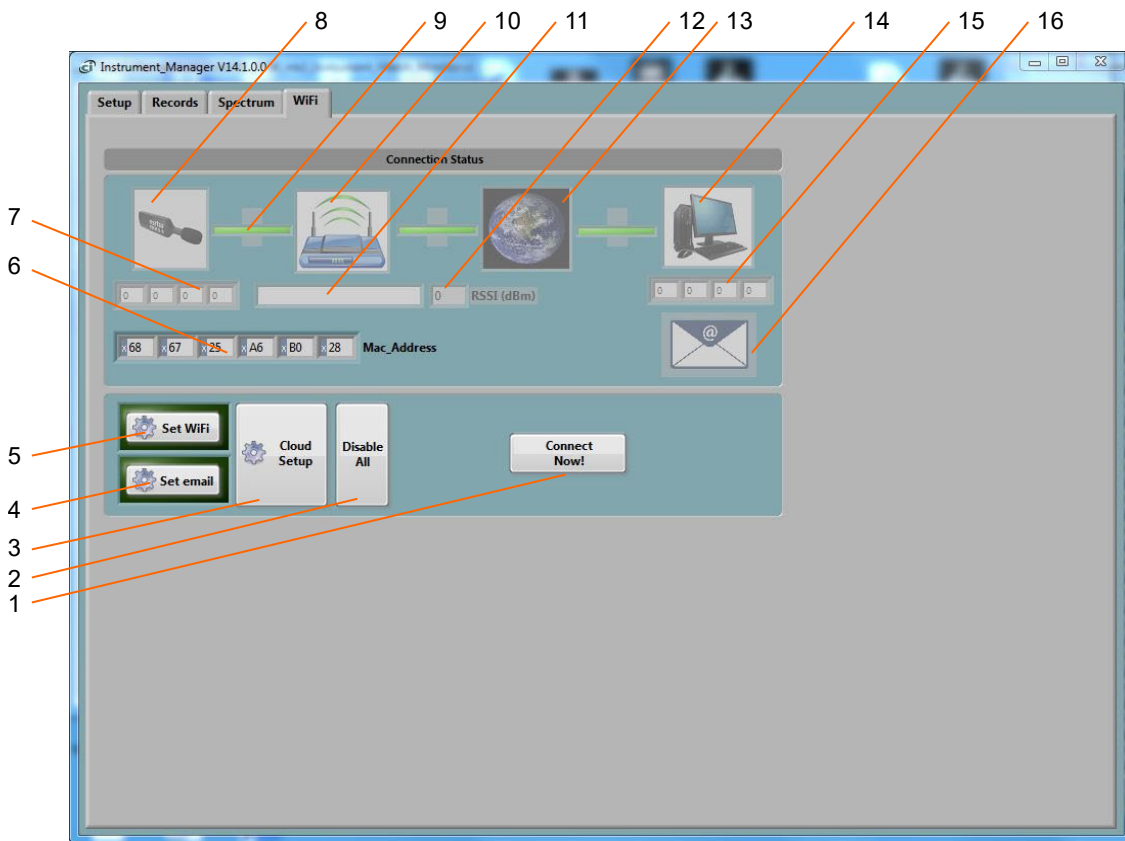 8 9 10 11 12 13 14 15 16
Instrument_Manager V14.1.0.0
Setup Records Spectrum WiFi
Connection Status
7
6
0 0 0 0
0 RSSI (dBm)
0 0 0 0
@
x 68 x 67 x 25 x A6 x B0 x 28 Mac_Address
5
4
3
2
1
Set WiFi
Set email
Cloud
Setup
Disable
All
Connect
Now!